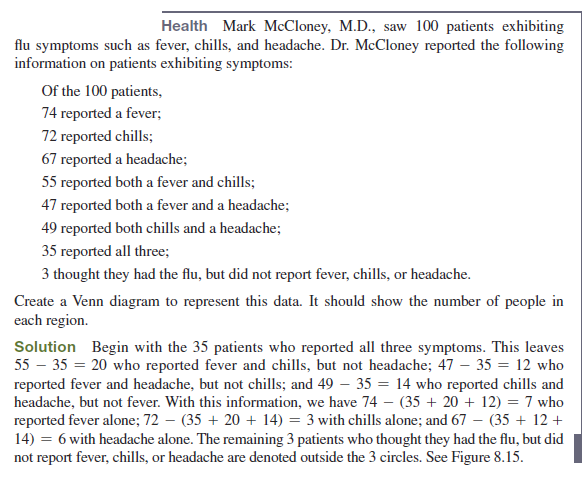 Health Mark McCloney, M.D., saw 100 patients exhibiting
flu symptoms such as fever, chills, and headache. Dr. McCloney reported the following
information on patients exhibiting symptoms:
Of the 100 patients,
74 reported a fever;
72 reported chills;
67 reported a headache;
55 reported both a fever and chills;
47 reported both a fever and a headache;
49 reported both chills and a headache;
35 reported all three;
3 thought they had the flu, but did not report fever, chills, or headache.
Create a Venn diagram to represent this data. It should show the number of people in
each region.
Solution Begin with the 35 patients who reported all three symptoms. This leaves
55 − 35 = 20 who reported fever and chills, but not headache; 47 − 35 = 12 who
reported fever and headache, but not chills; and 49 − 35 = 14 who reported chills and
headache, but not fever. With this information, we have 74 − (35 + 20 + 12) = 7 who
reported fever alone; 72 − (35 + 20 + 14) = 3 with chills alone; and 67 − (35 + 12 +
14) = 6 with headache alone. The remaining 3 patients who thought they had the flu, but did
not report fever, chills, or headache are denoted outside the 3 circles. See Figure 8.15.